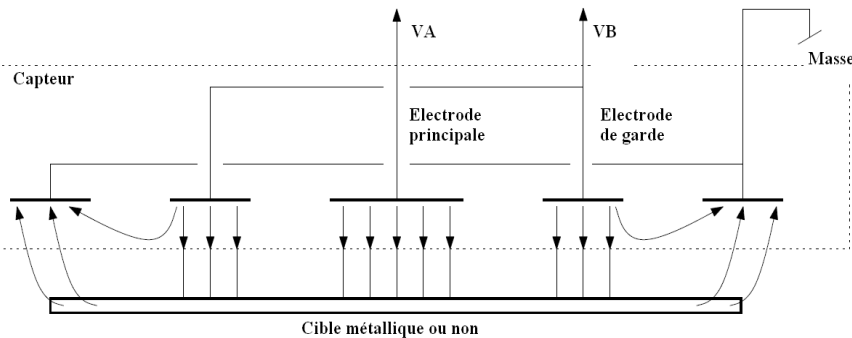 VA
VB
Masse
Capteur
Electrode
principale
Electrode
de garde
Cible métallique ou non